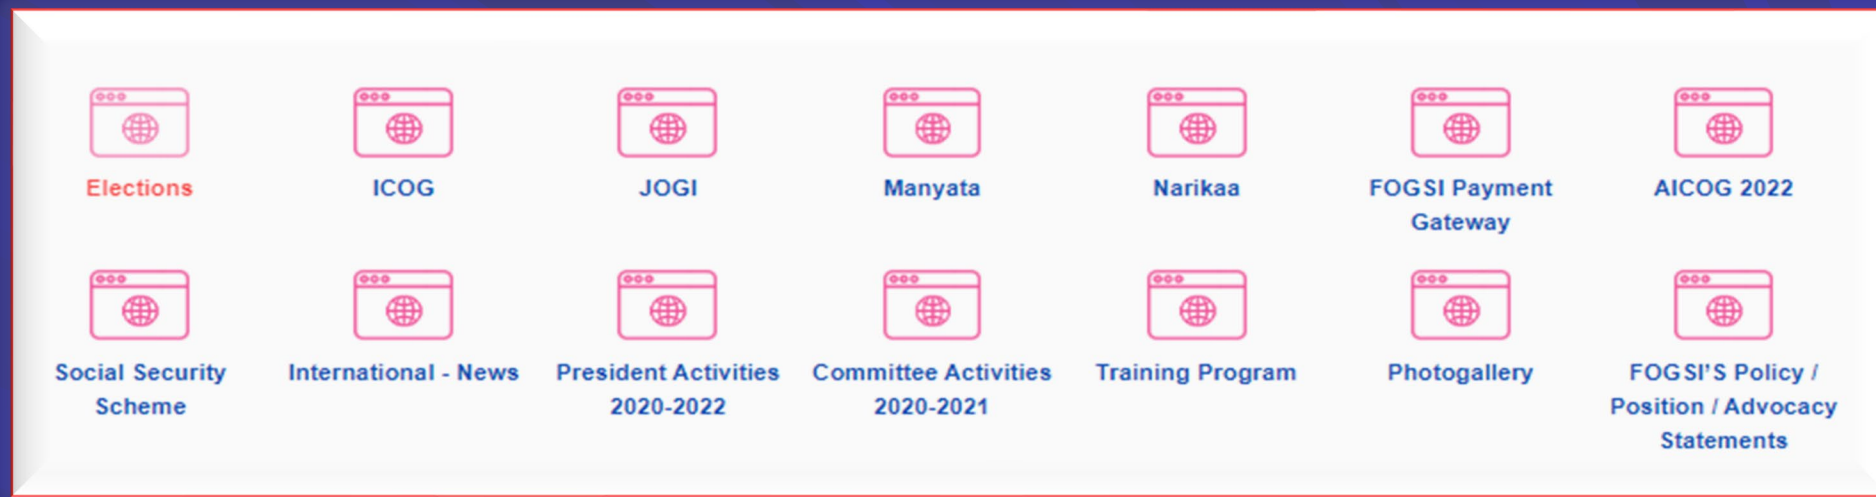 Elections
ICOG
JOGI
Manyata
Narikaa
FOGSI Payment
Gateway
AICOG 2022
Social Security
Scheme
International - News
President Activities
2020-2022
Committee Activities
2020-2021
Training Program
Photogallery
FOGSI’S Policy /
Position / Advocacy
Statements